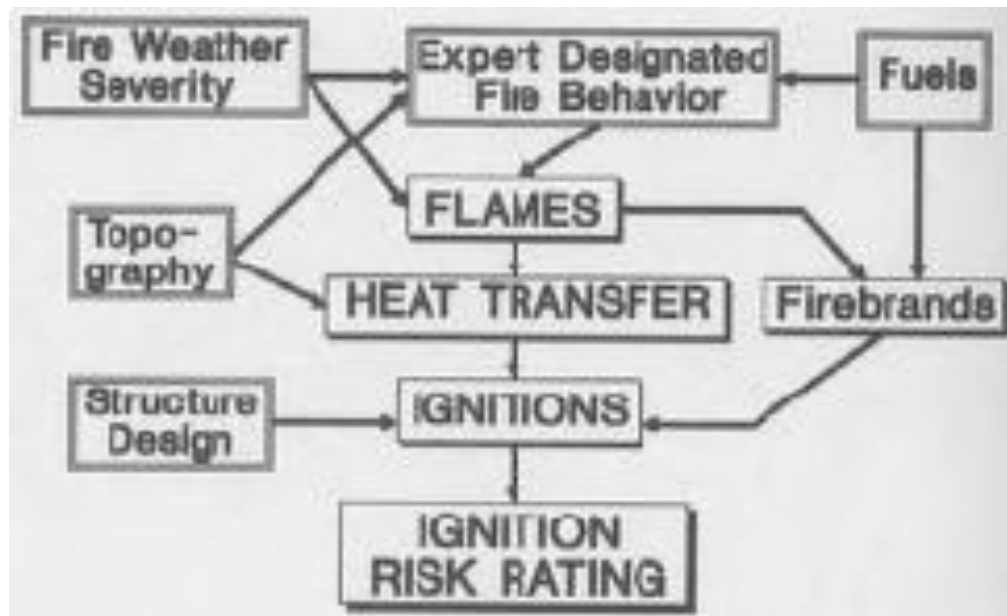 Fire Weather
Severity
Expert Designated
Fire Behavior
Fuels
FLAMES
Topo-
graphy
HEAT TRANSFER
Firebrands
Structure
Design
IGNITIONS
IGNITION
RISK RATING